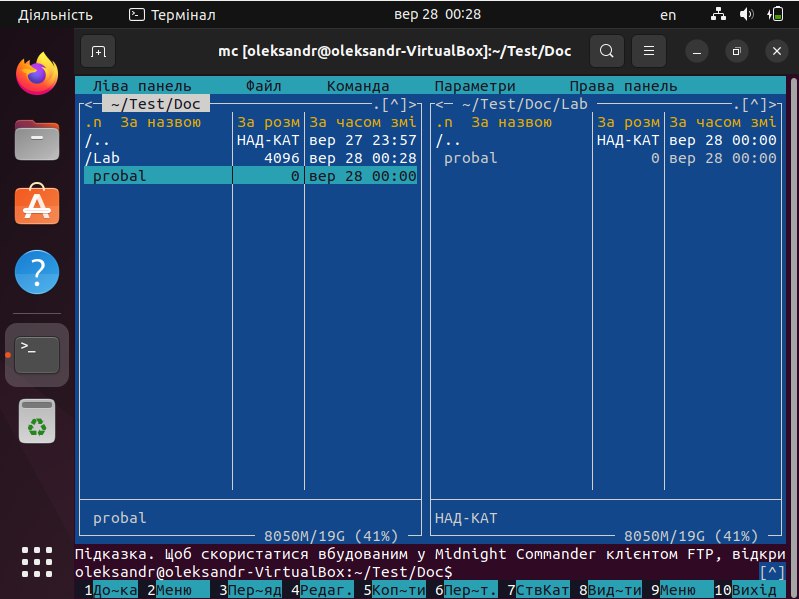 Діяльність Термінал вер 28 00:28 en
mc [oleksandr@oleksandr-VirtualBox]:~/Test/Doc
Ліва панель Файл Команда Параметри Права панель
<─ ~/Test/Doc .[^]> <─ ~/Test/Doc/Lab .[^]>
.n За назвою За розм За часом змі .n За назвою За розм За часом змі
/.. НАД-КАТ вер 27 23:57 /.. НАД-КАТ вер 28 00:00
/Lab 4096 вер 28 00:28 probal 0 вер 28 00:00
probal 0 вер 28 00:00
probal НАД-КАТ
8050M/19G (41%) 8050M/19G (41%)
Підказка. Щоб скористатися вбудованим у Midnight Commander клієнтом FTP, відкри
oleksandr@oleksandr-VirtualBox:~/Test/Doc$ [^]
1До~ка 2Меню 3Пер~яд 4Редаг. 5Коп~ти 6Пер~т. 7СтвКат 8Вид~ти 9Меню 10Вихід